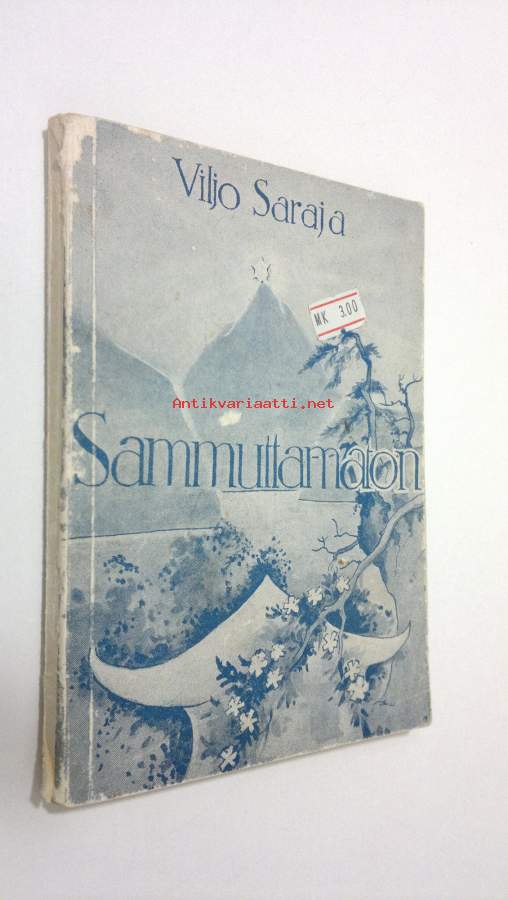 Viljo Saraja
MK 3.00
Antikvariaatti.net
Sammuttamaton